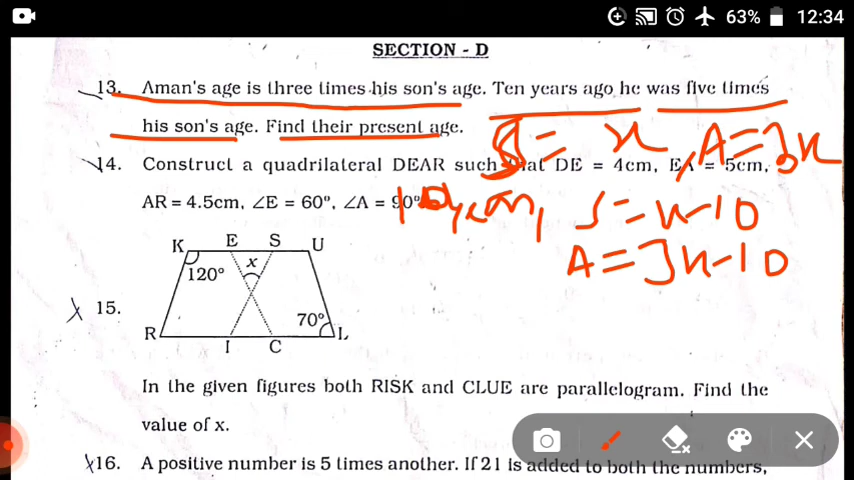 63% 12:34
SECTION - D
13. Aman's age is three times his son's age. Ten years ago he was five times
his son's age. Find their present age.
S = x, A = 3x
14. Construct a quadrilateral DEAR such that DE = 4cm, EA = 5cm,
AR = 4.5cm, ∠E = 60°, ∠A = 90°
S = x-10
A = 3x-10
K E S U
120° x
15.
70°
R I C L
In the given figures both RISK and CLUE are parallelogram. Find the
value of x.
16. A positive number is 5 times another. If 21 is added to both the numbers,